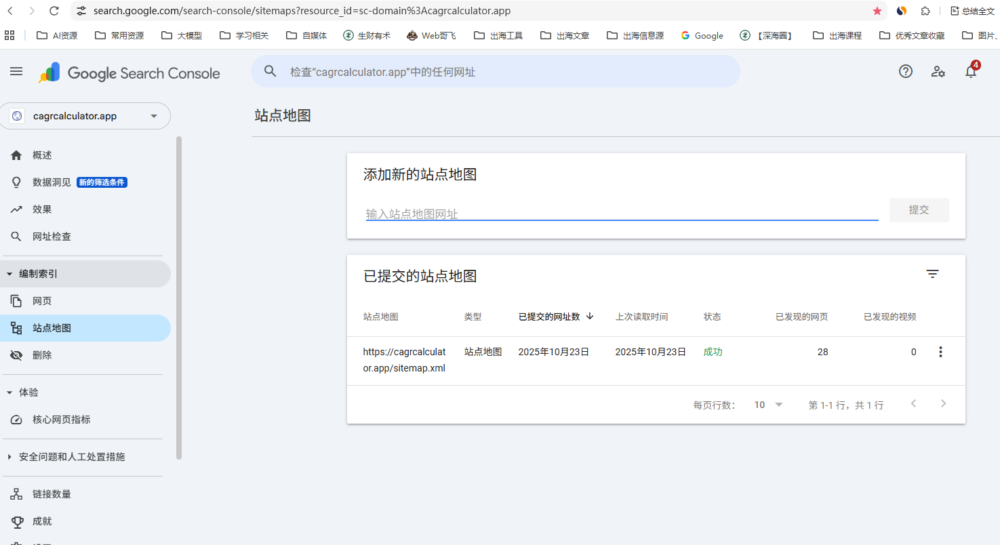 search.google.com/search-console/sitemaps?resource_id=sc-domain%3Acagrcalculator.app
总结全文
AI资源 常用资源 大模型 学习相关 自媒体 生财有术 Web哥飞 出海工具 出海文章 出海信息源 Google 【深海圈】 出海课程 优秀文章收藏 图片、
Google Search Console
检查“cagrcalculator.app”中的任何网址
4
cagrcalculator.app
概述
数据洞见 新的筛选条件
效果
网址检查
编制索引
网页
站点地图
删除
体验
核心网页指标
安全问题和人工处置措施
链接数量
成就
站点地图
添加新的站点地图
输入站点地图网址
提交
已提交的站点地图
站点地图 类型 已提交的网址数 上次读取时间 状态 已发现的网页 已发现的视频
https://cagrcalculat 站点地图 2025年10月23日 2025年10月23日 成功 28 0
or.app/sitemap.xml
每页行数： 10 第 1-1 行，共 1 行